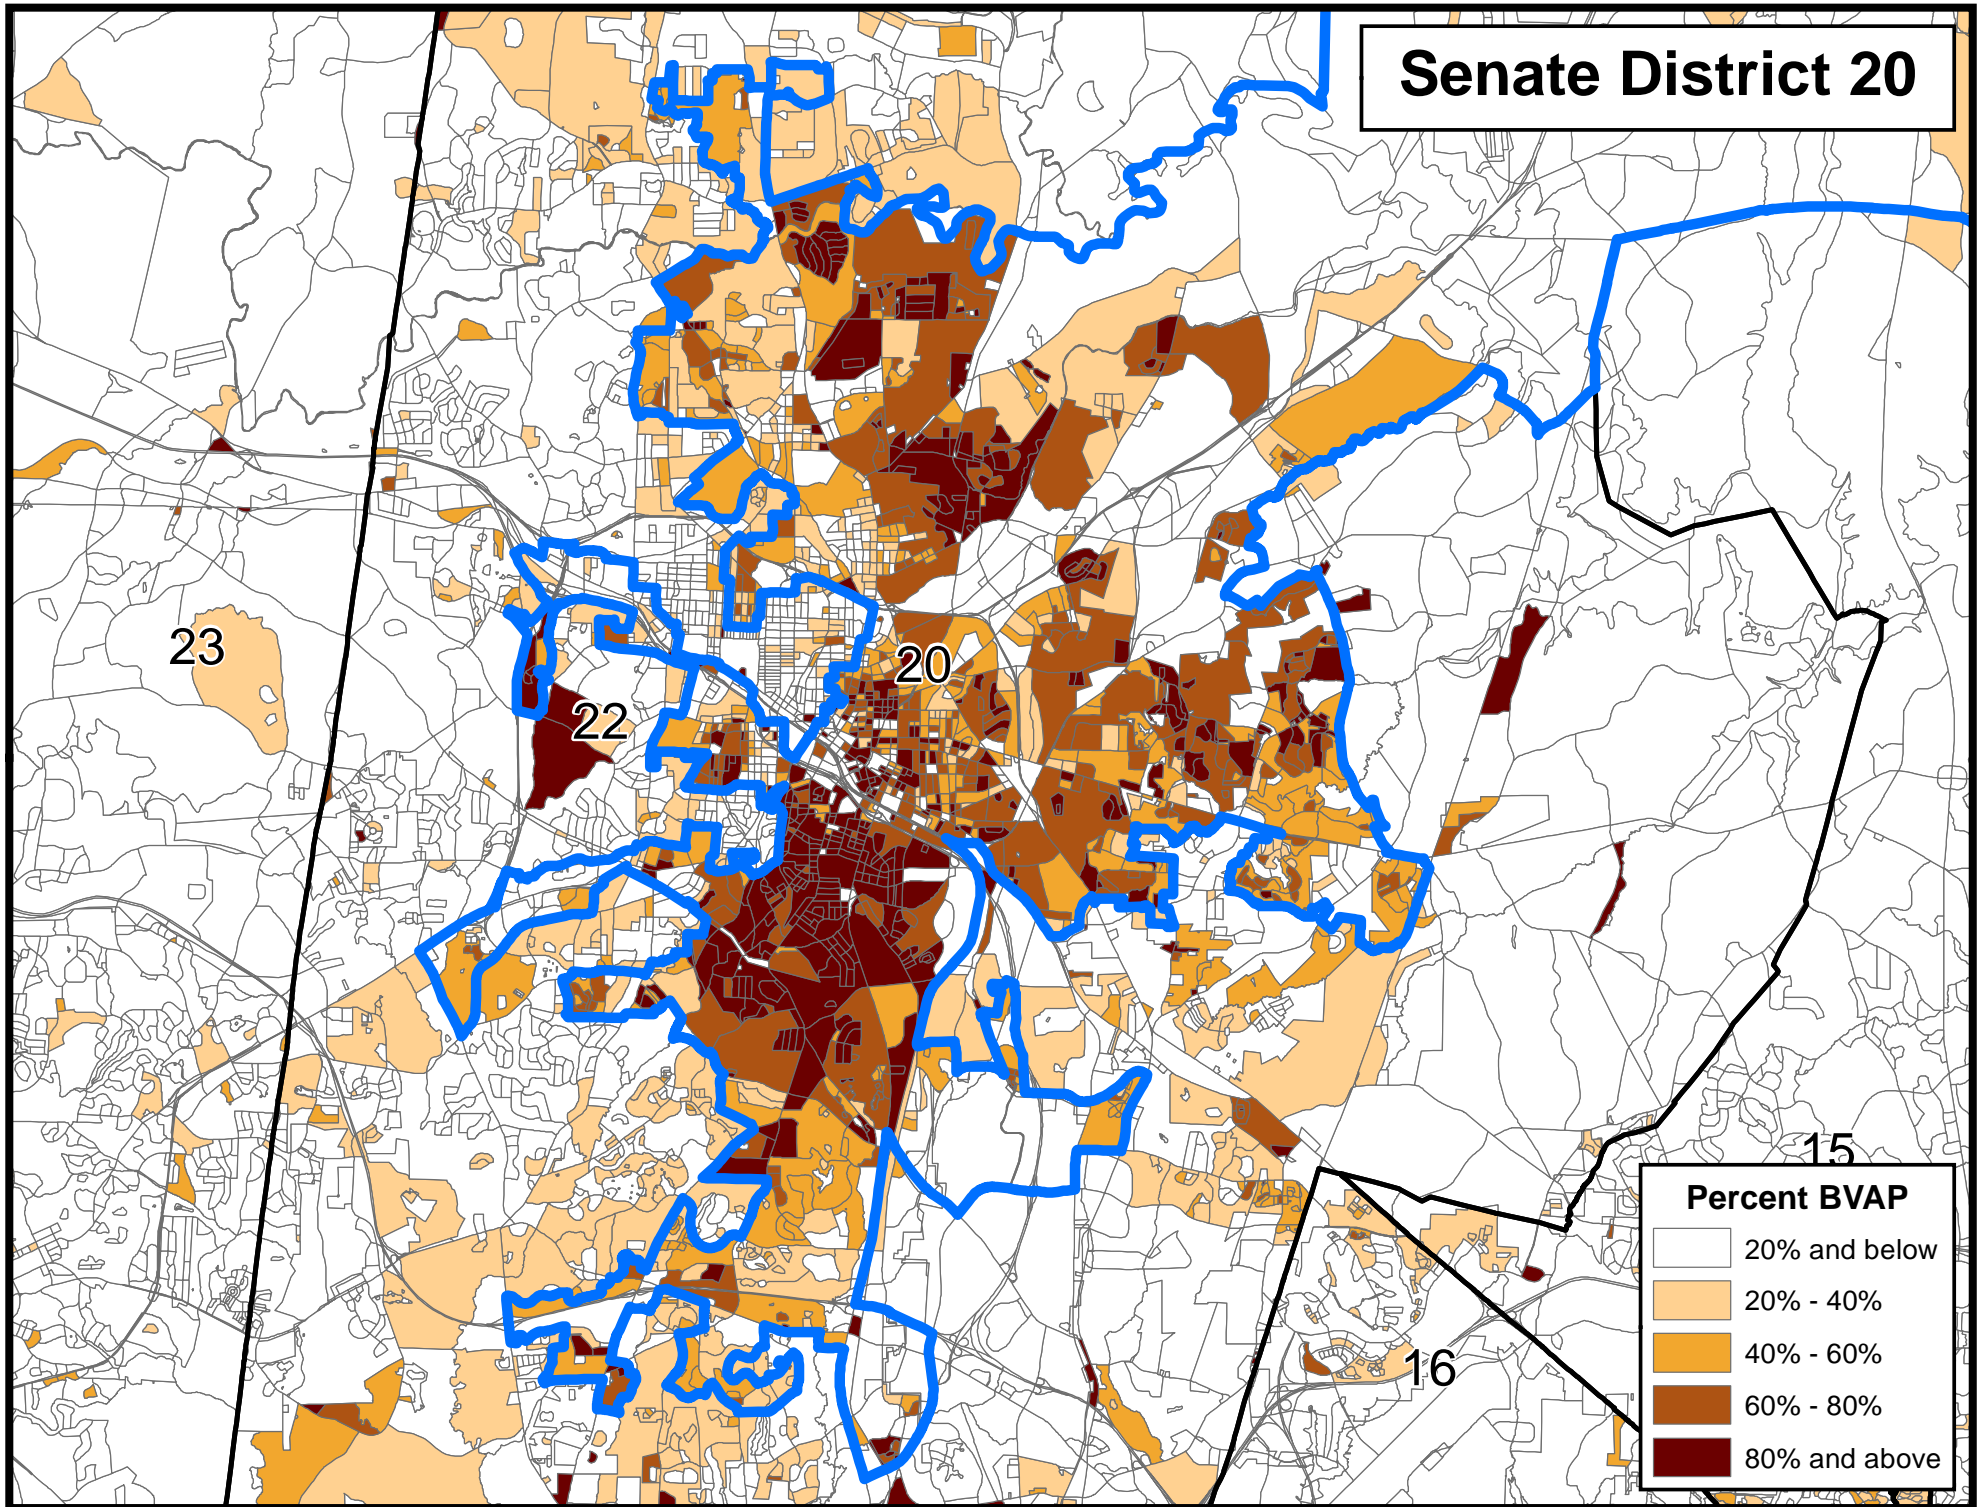 Senate District 20
23
20
22
15
16
Percent BVAP
20% and below
20% - 40%
40% - 60%
60% - 80%
80% and above